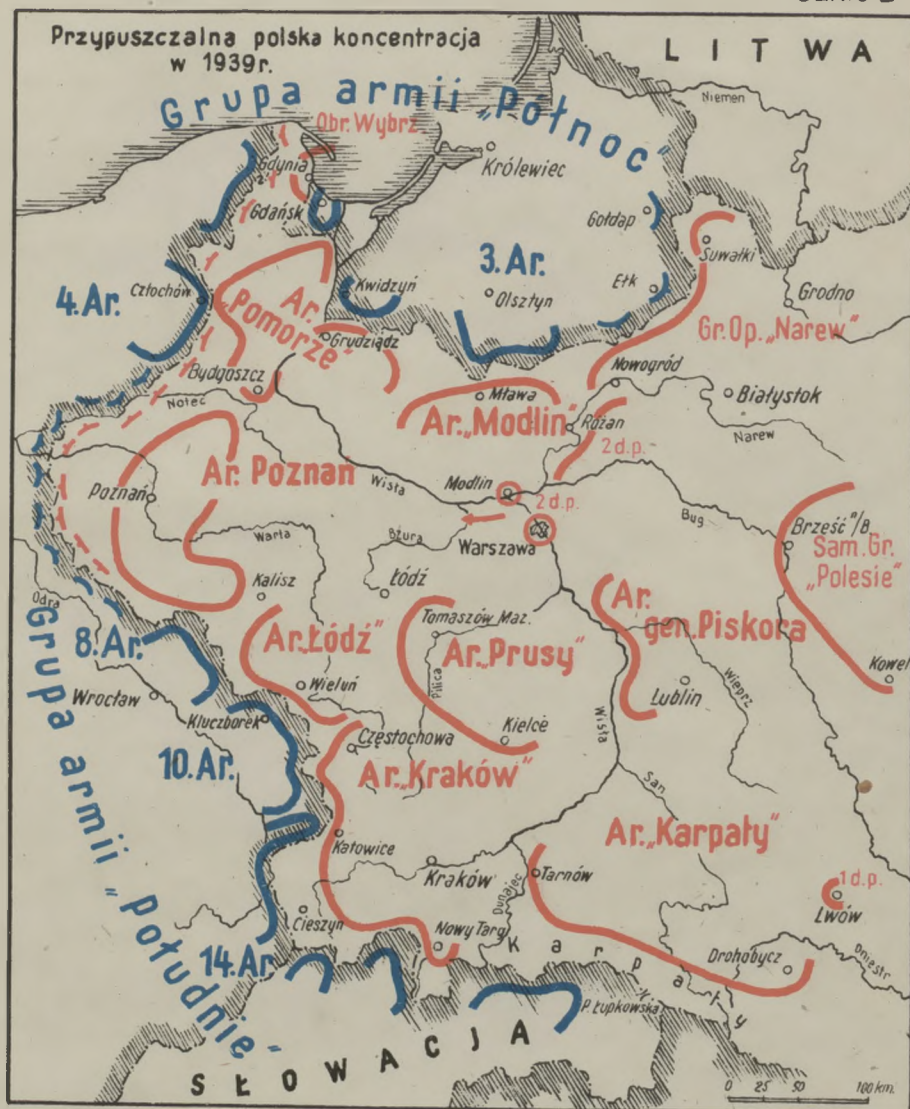 Przypuszczalna polska koncentracja
w 1939r.
LITWA
Grupa armii „Północ”
Niemen
Obr. Wybrz.
Gdynia
Królewiec
Gdańsk
Gołdap
Suwałki
3.Ar.
4.Ar.
Człochów
Kwidzyń
Olsztyn
Ełk
Grodno
Ar.
„Pomorze”
Gr.Op.„Narew”
Grudziądz
Bydgoszcz
Nowogród
Białystok
Noteć
Mława
Ar.„Modlin”
Różan
Narew
2 d.p.
Ar. Poznań
Wisła
Modlin
Poznań
2 d.p.
Bug
Brześć n/B
Warta
Bzura
Warszawa
Sam. Gr.
„Polesie”
Kalisz
Łódź
Odra
Ar.
gen.Piskora
Tomaszów Maz.
8.Ar.
Ar.„Łódź”
Ar.„Prusy”
Kowel
Wrocław
Wieluń
Pilica
Lublin
Wieprz
Kluczborek
Kielce
Wisła
Częstochowa
10.Ar.
Ar.„Kraków”
San
Ar.„Karpaty”
Katowice
Kraków
Dunajec
Tarnów
1 d.p.
Lwów
Cieszyn
Nowy Targ
Karpaty
Drohobycz
Dniestr
14.Ar.
Grupa armii „Południe”
P. Łupkowska
SŁOWACJA
0 25 50 100 km.